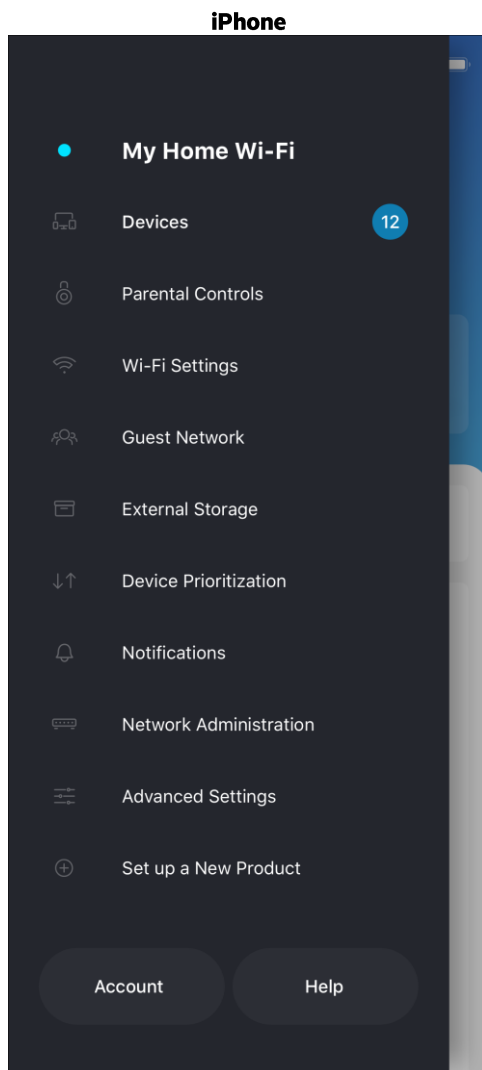 iPhone
My Home Wi-Fi
Devices 12
Parental Controls
Wi-Fi Settings
Guest Network
External Storage
Device Prioritization
Notifications
Network Administration
Advanced Settings
Set up a New Product
Account Help